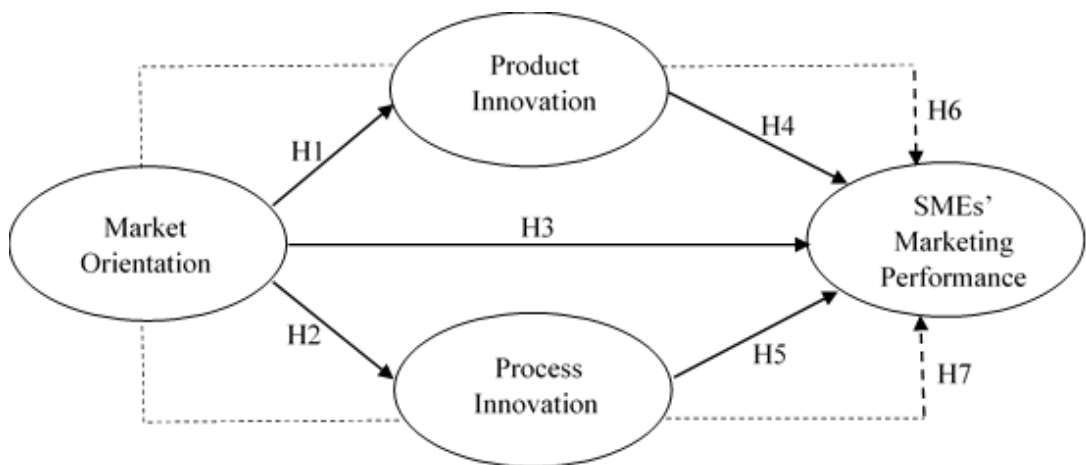 Product
Innovation
H6
H4
H1
Market
Orientation
H3
SMEs’
Marketing
Performance
H2
H5
Process
Innovation
H7